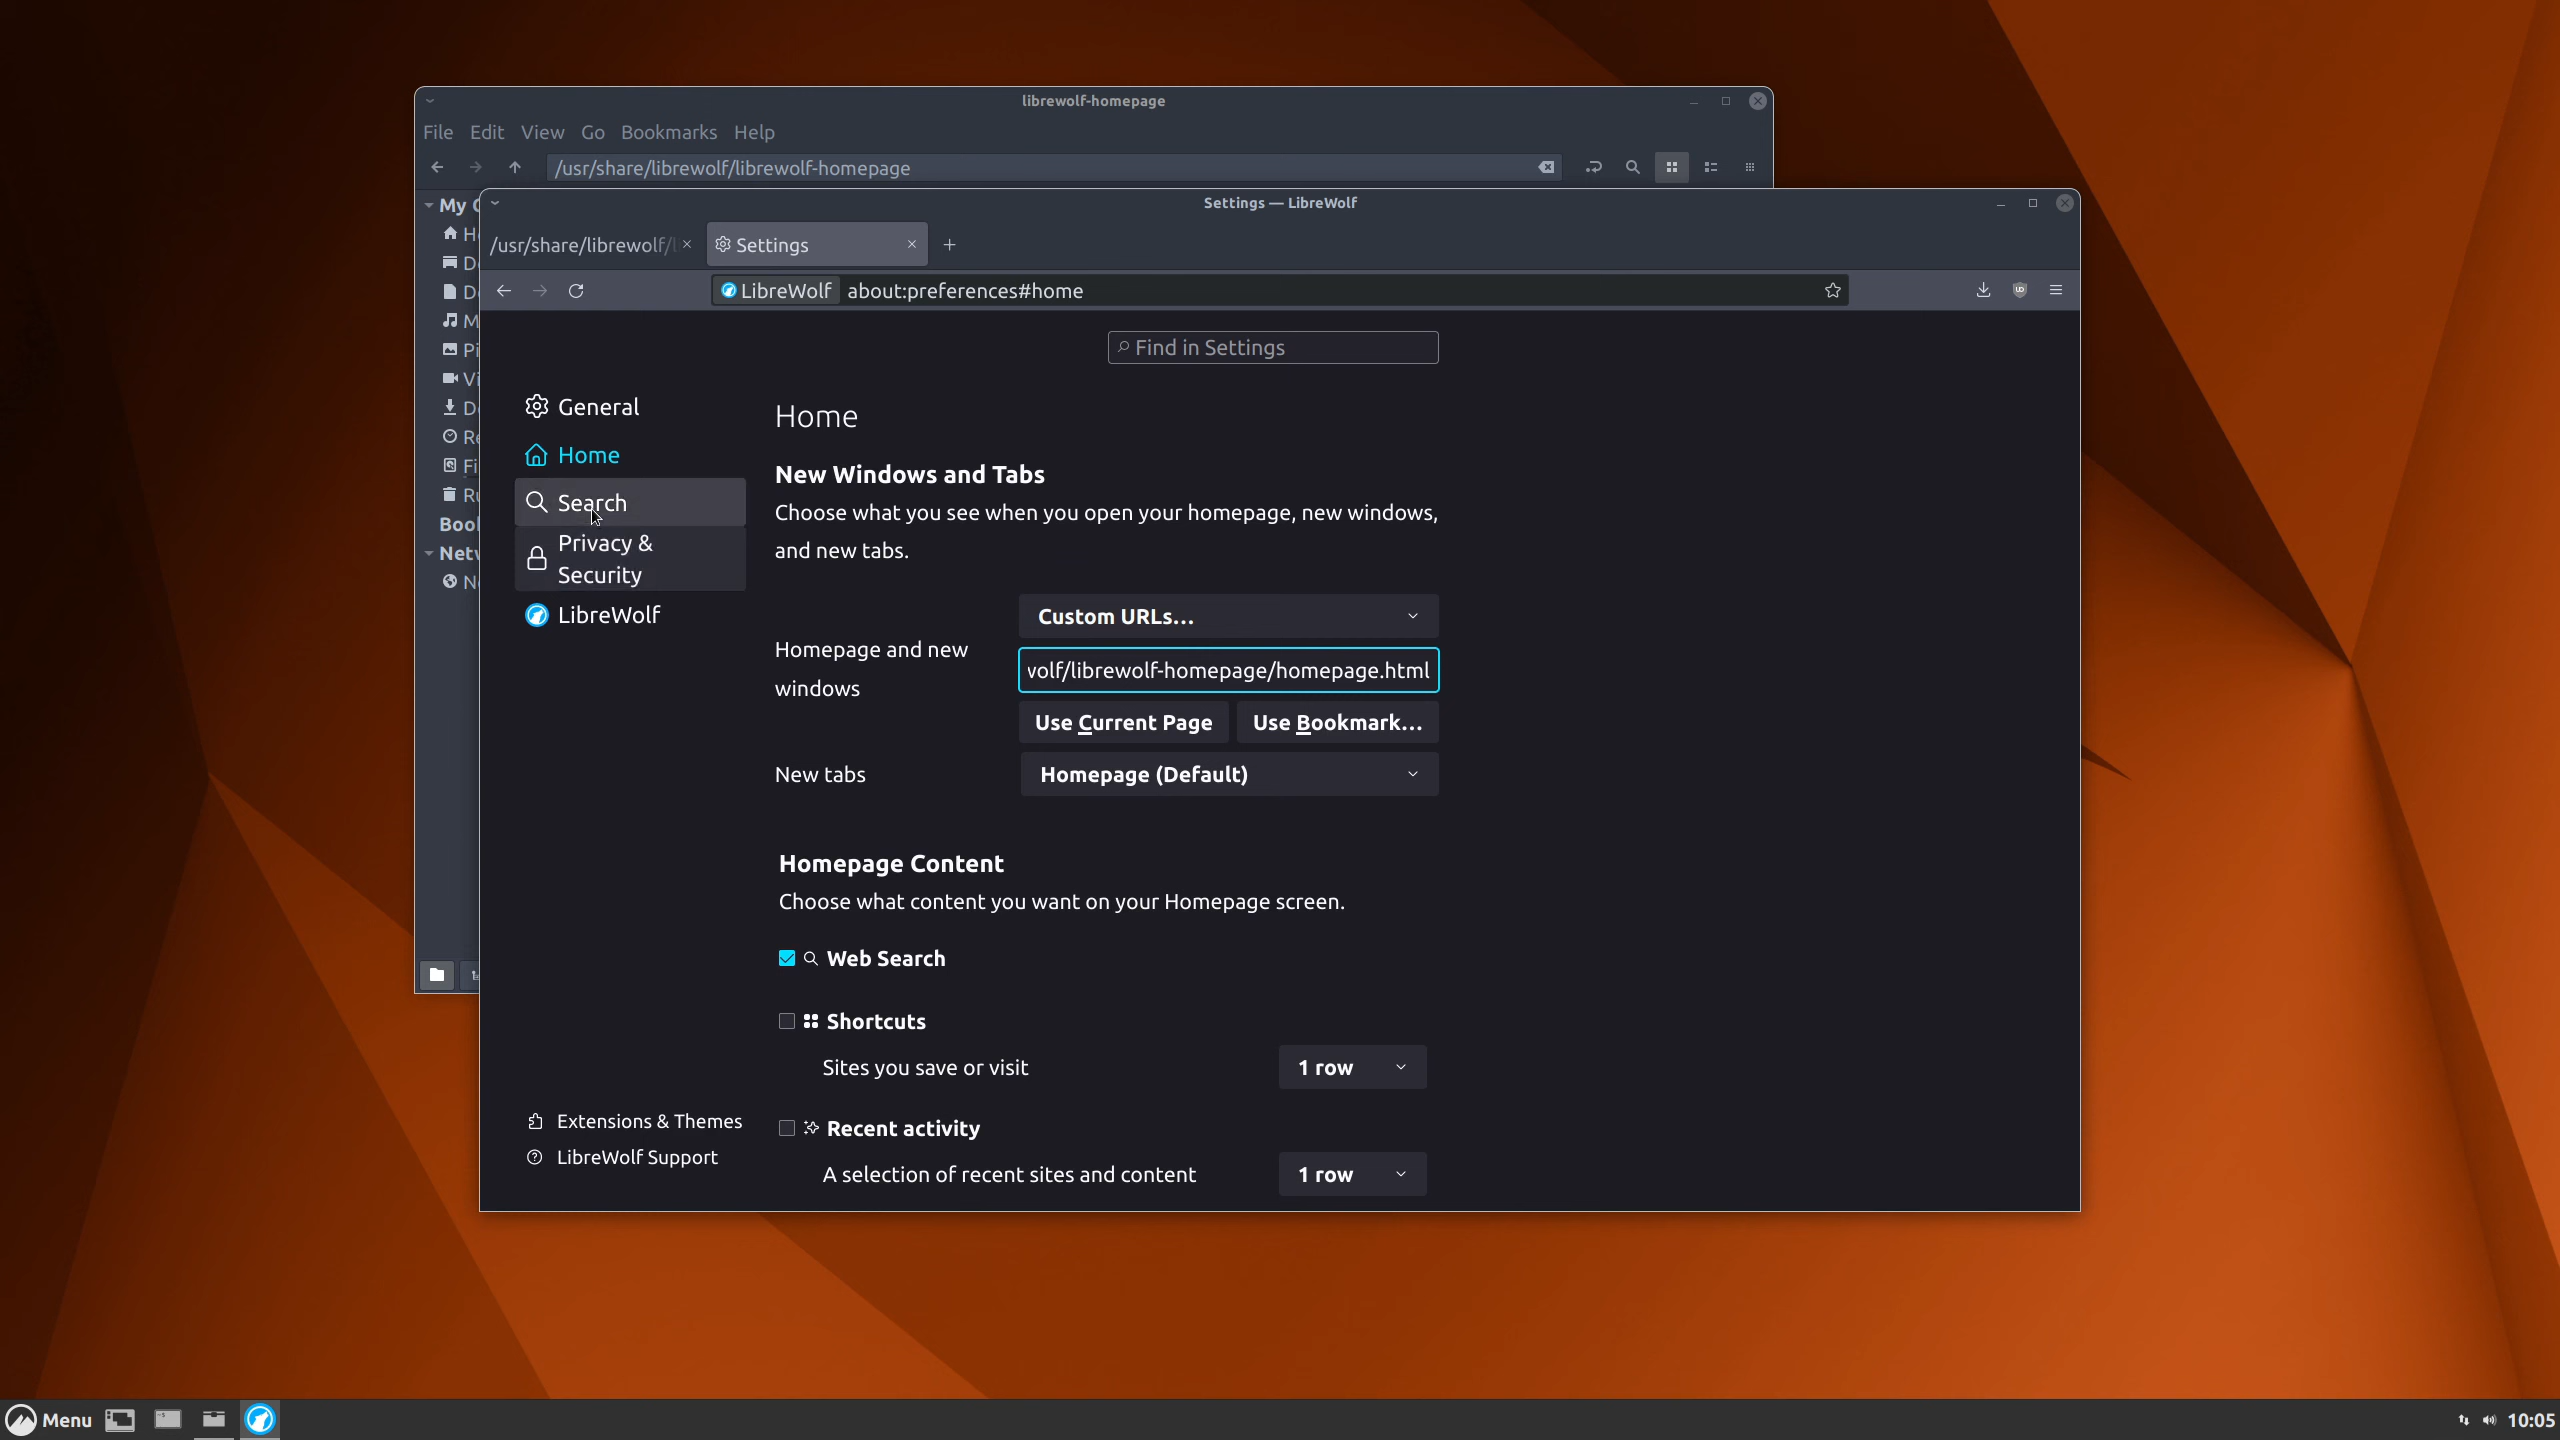 librewolf-homepage
File Edit View Go Bookmarks Help
/usr/share/librewolf/librewolf-homepage
My
Settings — LibreWolf
/usr/share/librewolf/
Settings
LibreWolf about:preferences#home
Find in Settings
General
Home
Search
Privacy &
Security
LibreWolf
Extensions & Themes
LibreWolf Support
Home
New Windows and Tabs
Choose what you see when you open your homepage, new windows,
and new tabs.
Homepage and new
windows
Custom URLs...
volf/librewolf-homepage/homepage.html
Use Current Page Use Bookmark...
New tabs Homepage (Default)
Homepage Content
Choose what content you want on your Homepage screen.
Web Search
Shortcuts
Sites you save or visit 1 row
Recent activity
A selection of recent sites and content 1 row
Menu
10:05